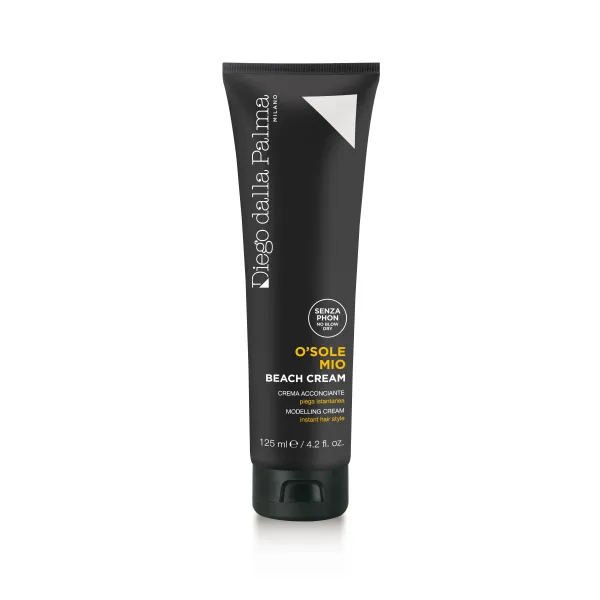 Diego dalla Palma
MILANO
SENZA
PHON
NO BLOW
DRY
O'SOLE
MIO
BEACH CREAM
CREMA ACCONCIANTE
piega istantanea
MODELLING CREAM
instant hair style
125 ml ℮ / 4.2 fl. oz.